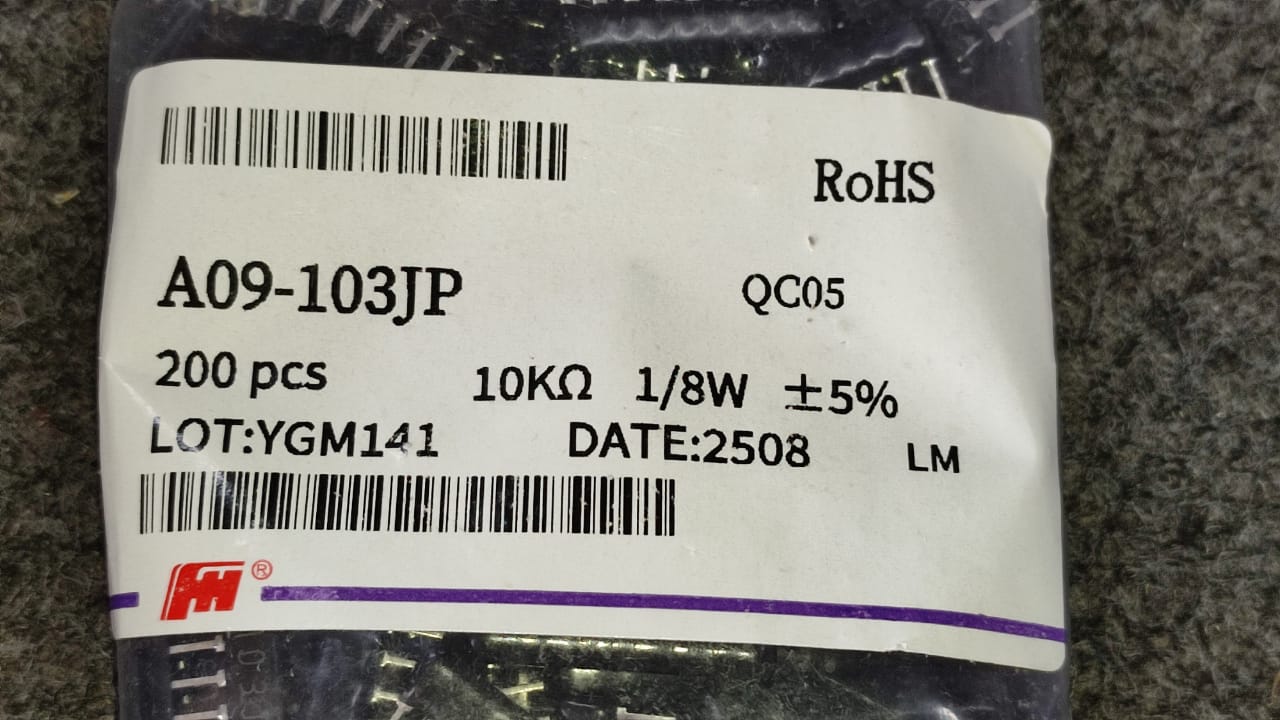 RoHS
A09-103JP QC05
200 pcs 10KΩ 1/8W ±5%
LOT:YGM141 DATE:2508 LM
®